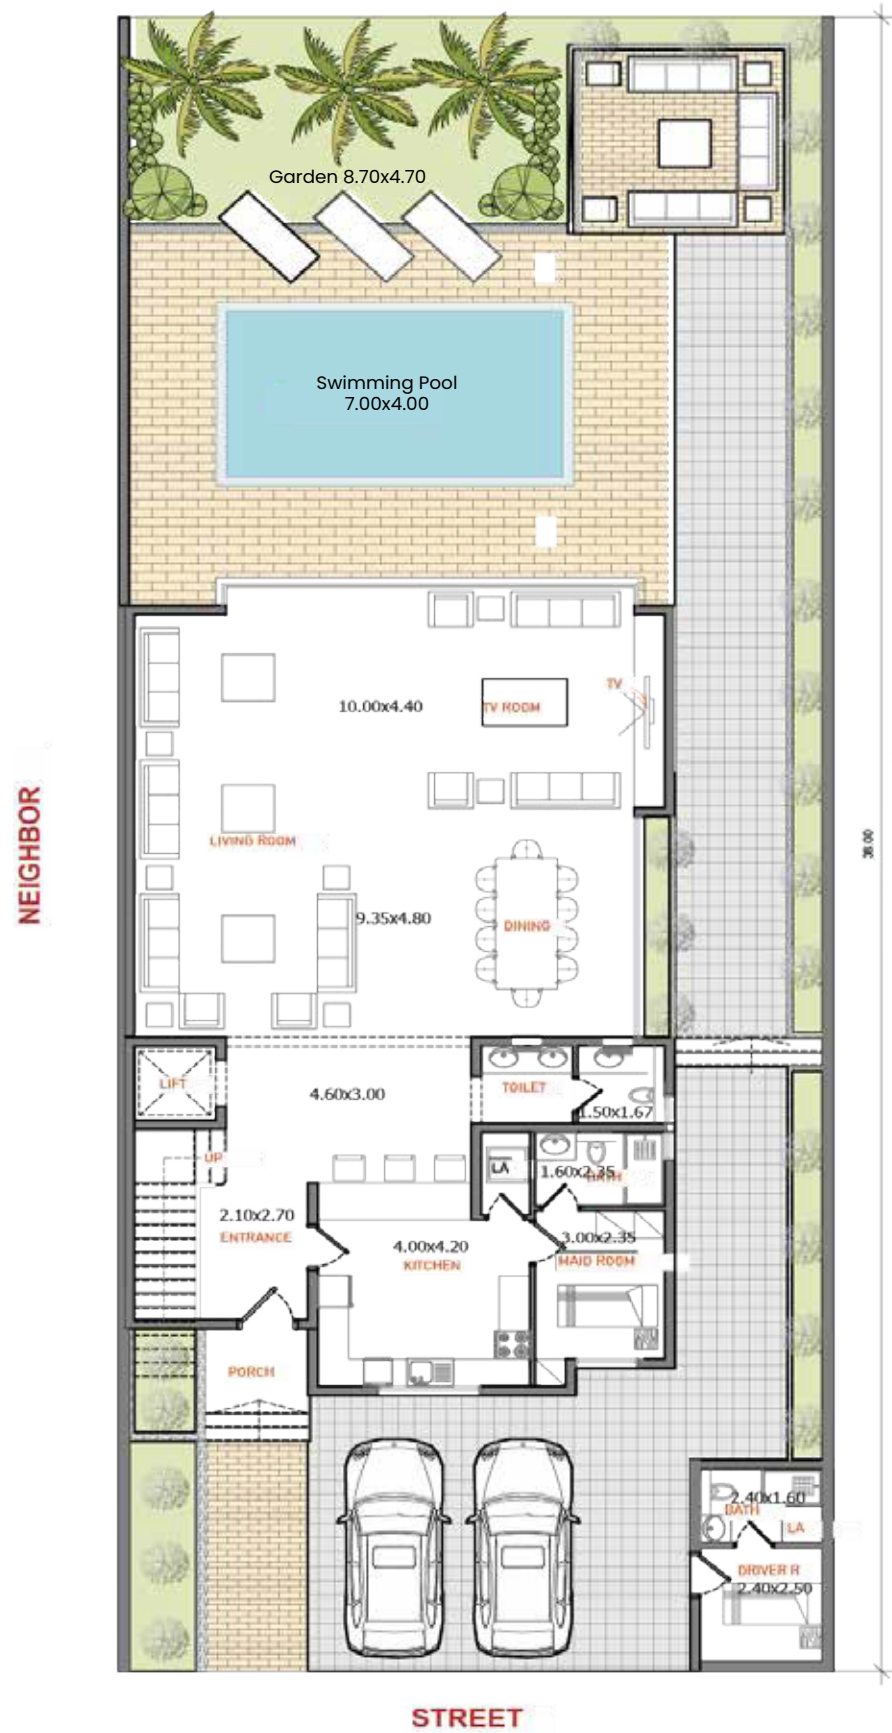 Garden 8.70x4.70
Swimming Pool
7.00x4.00
TV
10.00x4.40
TV ROOM
LIVING ROOM
9.35x4.80
DINING
NEIGHBOR
38.00
LIFT
4.60x3.00
TOILET
1.50x1.67
UP
LA
1.60x2.35
BATH
2.10x2.70
ENTRANCE
4.00x4.20
KITCHEN
3.00x2.35
MAID ROOM
PORCH
2.40x1.60
BATH
LA
DRIVER R
2.40x2.50
STREET